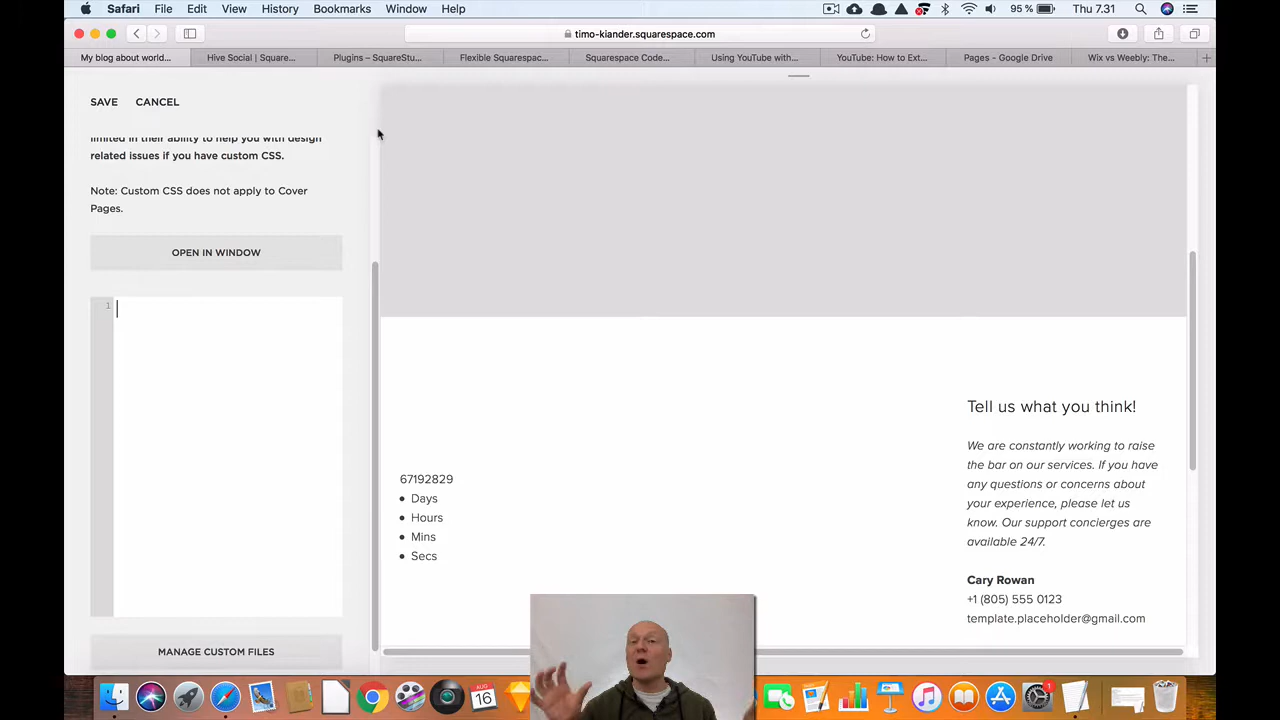 Safari File Edit View History Bookmarks Window Help 95 % Thu 7.31
timo-kiander.squarespace.com
My blog about world... Hive Social | Square... Plugins – SquareStu... Flexible Squarespac... Squarespace Code... Using YouTube with... YouTube: How to Ext... Pages - Google Drive Wix vs Weebly: The...
SAVE CANCEL
limited in their ability to help you with design
related issues if you have custom CSS.
Note: Custom CSS does not apply to Cover
Pages.
OPEN IN WINDOW
1
MANAGE CUSTOM FILES
67192829
Days
Hours
Mins
Secs
Tell us what you think!
We are constantly working to raise
the bar on our services. If you have
any questions or concerns about
your experience, please let us
know. Our support concierges are
available 24/7.
Cary Rowan
+1 (805) 555 0123
template.placeholder@gmail.com
AUG
16
1